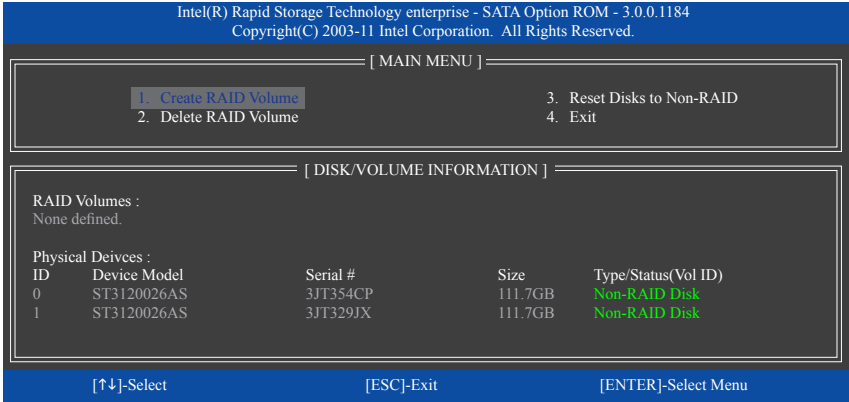 Intel(R) Rapid Storage Technology enterprise - SATA Option ROM - 3.0.0.1184
Copyright(C) 2003-11 Intel Corporation. All Rights Reserved.
[ MAIN MENU ]
1. Create RAID Volume 3. Reset Disks to Non-RAID
2. Delete RAID Volume 4. Exit
[ DISK/VOLUME INFORMATION ]
RAID Volumes :
None defined.
Physical Deivces :
ID Device Model Serial # Size Type/Status(Vol ID)
0 ST3120026AS 3JT354CP 111.7GB Non-RAID Disk
1 ST3120026AS 3JT329JX 111.7GB Non-RAID Disk
[↑↓]-Select [ESC]-Exit [ENTER]-Select Menu